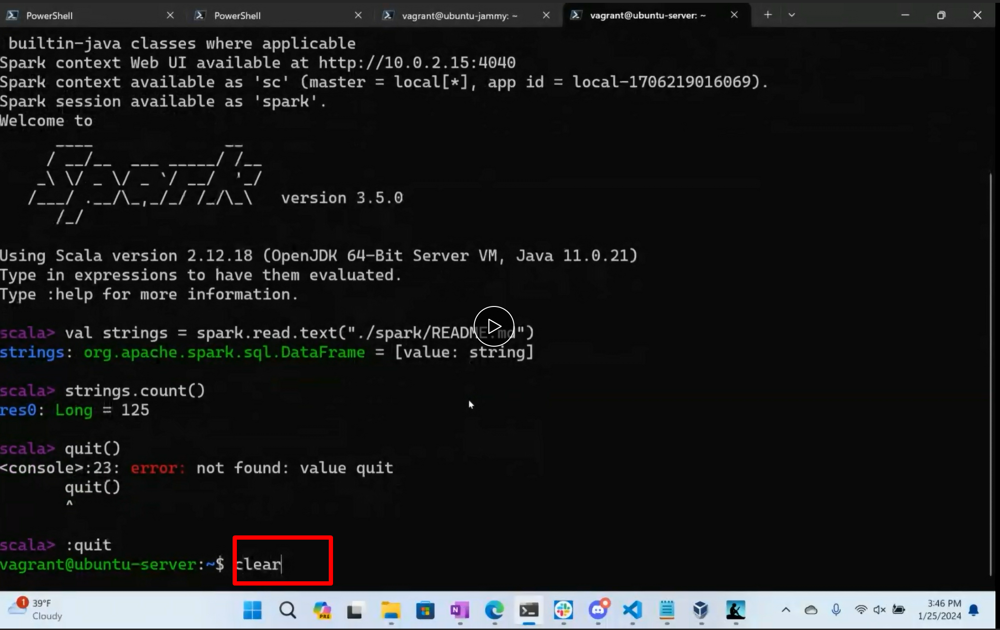 PowerShell
PowerShell
vagrant@ubuntu-jammy: ~
vagrant@ubuntu-server: ~
builtin-java classes where applicable
Spark context Web UI available at http://10.0.2.15:4040
Spark context available as 'sc' (master = local[*], app id = local-1706219016069).
Spark session available as 'spark'.
Welcome to
      ____              __
     / __/__  ___ _____/ /__
    _\ \/ _ \/ _ `/ __/  '_/
   /___/ .__/\_,_/_/ /_/\_\   version 3.5.0
      /_/
Using Scala version 2.12.18 (OpenJDK 64-Bit Server VM, Java 11.0.21)
Type in expressions to have them evaluated.
Type :help for more information.
scala> val strings = spark.read.text("./spark/README.md")
strings: org.apache.spark.sql.DataFrame = [value: string]
scala> strings.count()
res0: Long = 125
scala> quit()
<console>:23: error: not found: value quit
       quit()
       ^
scala> :quit
vagrant@ubuntu-server:~$ clear
1
39°F
Cloudy
PRE
N
3:46 PM
1/25/2024